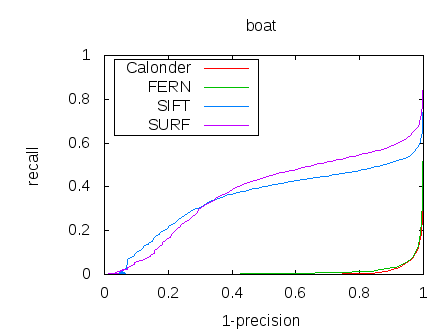 boat
1
0.8
0.6
0.4
0.2
0
0
0.2
0.4
0.6
0.8
1
recall
1-precision
Calonder
FERN
SIFT
SURF